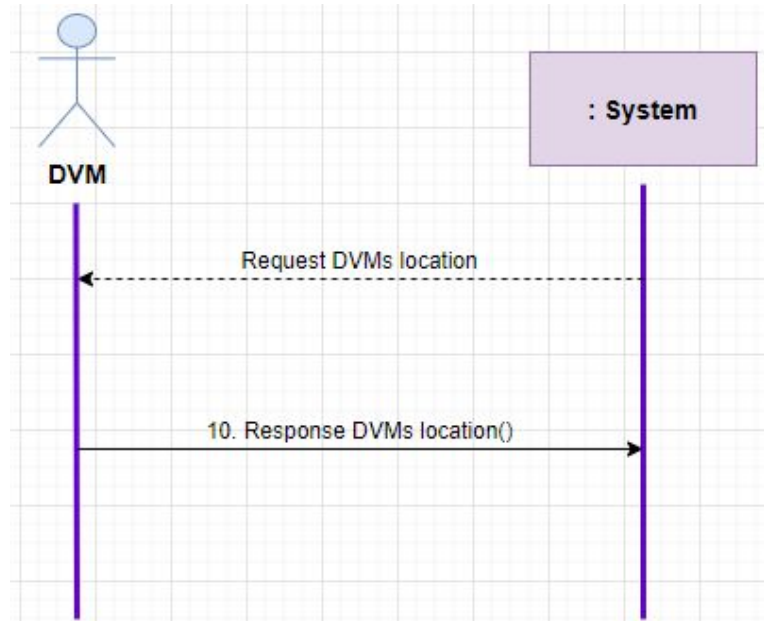 DVM
: System
Request DVMs location
10. Response DVMs location()